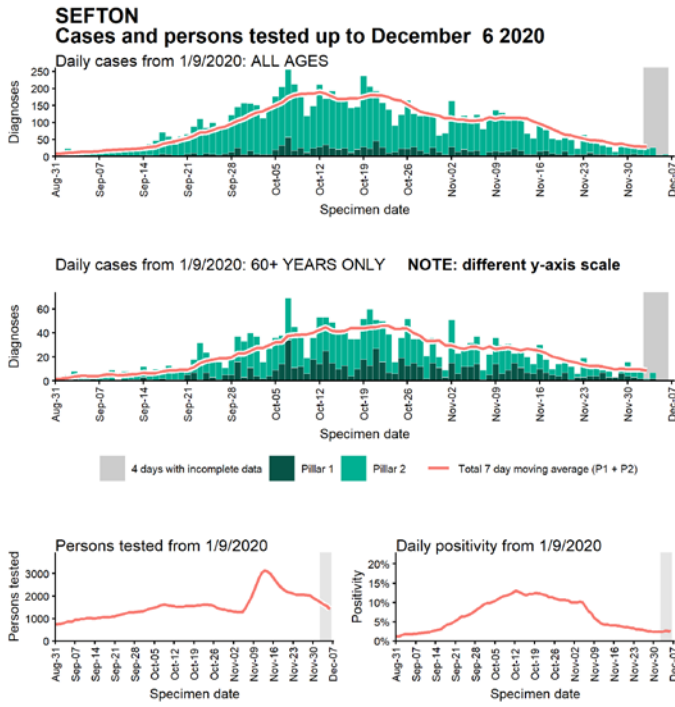 SEFTON
Cases and persons tested up to December 6 2020
Daily cases from 1/9/2020: ALL AGES
Diagnoses
250
200
150
100
50
0
Aug-31 Sep-07 Sep-14 Sep-21 Sep-28 Oct-05 Oct-12 Oct-19 Oct-26 Nov-02 Nov-09 Nov-16 Nov-23 Nov-30 Dec-07
Specimen date
Daily cases from 1/9/2020: 60+ YEARS ONLY NOTE: different y-axis scale
Diagnoses
60
40
20
0
Aug-31 Sep-07 Sep-14 Sep-21 Sep-28 Oct-05 Oct-12 Oct-19 Oct-26 Nov-02 Nov-09 Nov-16 Nov-23 Nov-30 Dec-07
Specimen date
4 days with incomplete data Pillar 1 Pillar 2 Total 7 day moving average (P1 + P2)
Persons tested from 1/9/2020
Persons tested
3000
2000
1000
0
Aug-31 Sep-07 Sep-14 Sep-21 Sep-28 Oct-05 Oct-12 Oct-19 Oct-26 Nov-02 Nov-09 Nov-16 Nov-23 Nov-30 Dec-07
Specimen date
Daily positivity from 1/9/2020
Positivity
20%
15%
10%
5%
0%
Aug-31 Sep-07 Sep-14 Sep-21 Sep-28 Oct-05 Oct-12 Oct-19 Oct-26 Nov-02 Nov-09 Nov-16 Nov-23 Nov-30 Dec-07
Specimen date